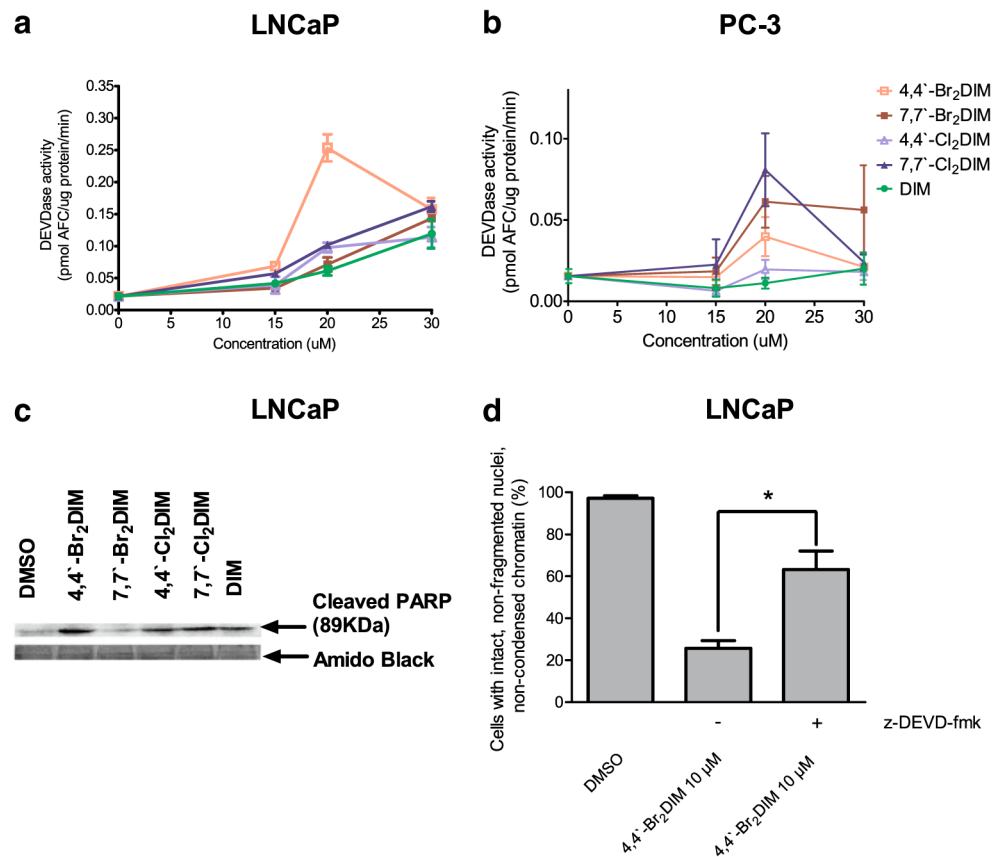 a
LNCaP
DEVDase activity
(pmol AFC/ug protein/min)
0.35
0.30
0.25
0.20
0.15
0.10
0.05
0.00
0 5 10 15 20 25 30
Concentration (uM)
b
PC-3
DEVDase activity
(pmol AFC/ug protein/min)
0.10
0.05
0.00
0 5 10 15 20 25 30
Concentration (uM)
4,4`-Br₂DIM
7,7`-Br₂DIM
4,4`-Cl₂DIM
7,7`-Cl₂DIM
DIM
c
LNCaP
DMSO
4,4`-Br₂DIM
7,7`-Br₂DIM
4,4`-Cl₂DIM
7,7`-Cl₂DIM
DIM
Cleaved PARP
(89KDa)
Amido Black
d
LNCaP
Cells with intact, non-fragmented nuclei,
non-condensed chromatin (%)
100
80
60
40
20
0
*
- + z-DEVD-fmk
DMSO
4,4`-Br₂DIM 10 µM
4,4`-Br₂DIM 10 µM